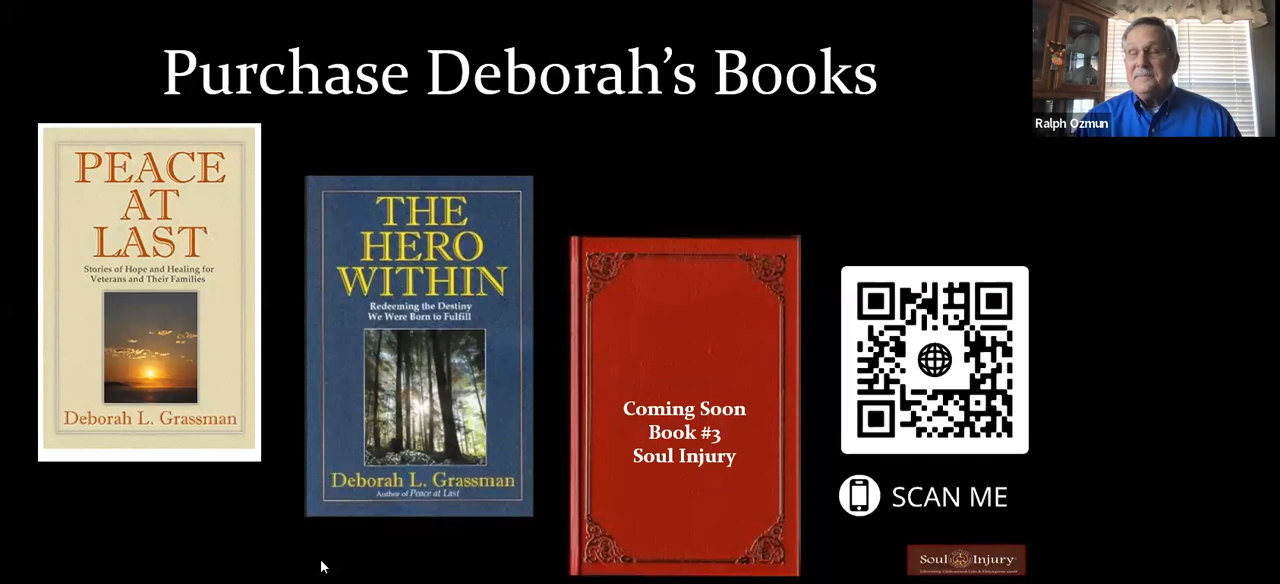 Purchase Deborah's Books
Ralph Ozmun
PEACE
AT
LAST
Stories of Hope and Healing for
Veterans and Their Families
Deborah L. Grassman
THE
HERO
WITHIN
Redeeming the Destiny
We Were Born to Fulfill
Deborah L. Grassman
Author of Peace at Last
Coming Soon
Book #3
Soul Injury
SCAN ME
Soul Injury